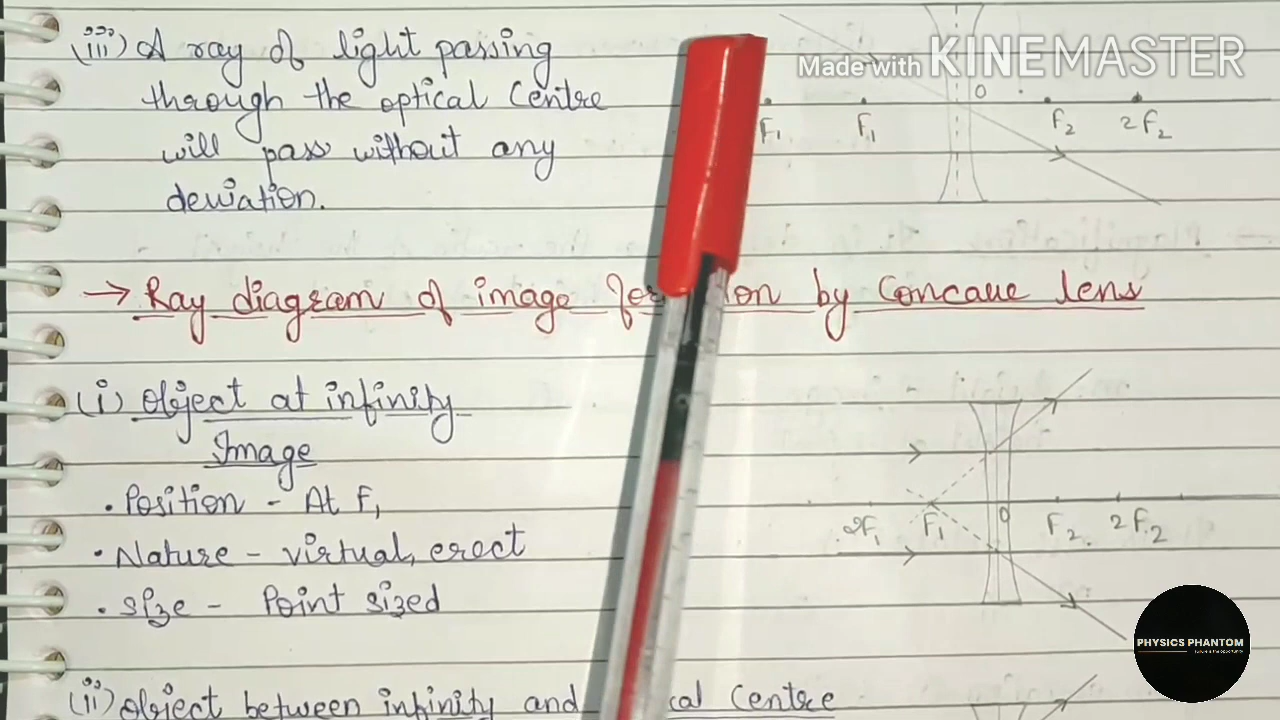 (iii) A ray of light passing
through the optical Centre
will pass without any
deviation.
Made with KINEMASTER
O
F₁ F₁ F₂ 2F₂
→ Ray diagram of image for ion by Concave lens
(i) Object at infinity
Image
• Position - At F₁
• Nature - virtual, erect
• Size - Point sized
2F₁ F₁ O F₂ 2F₂
PHYSICS PHANTOM
(ii) Object between infinity and cal Centre